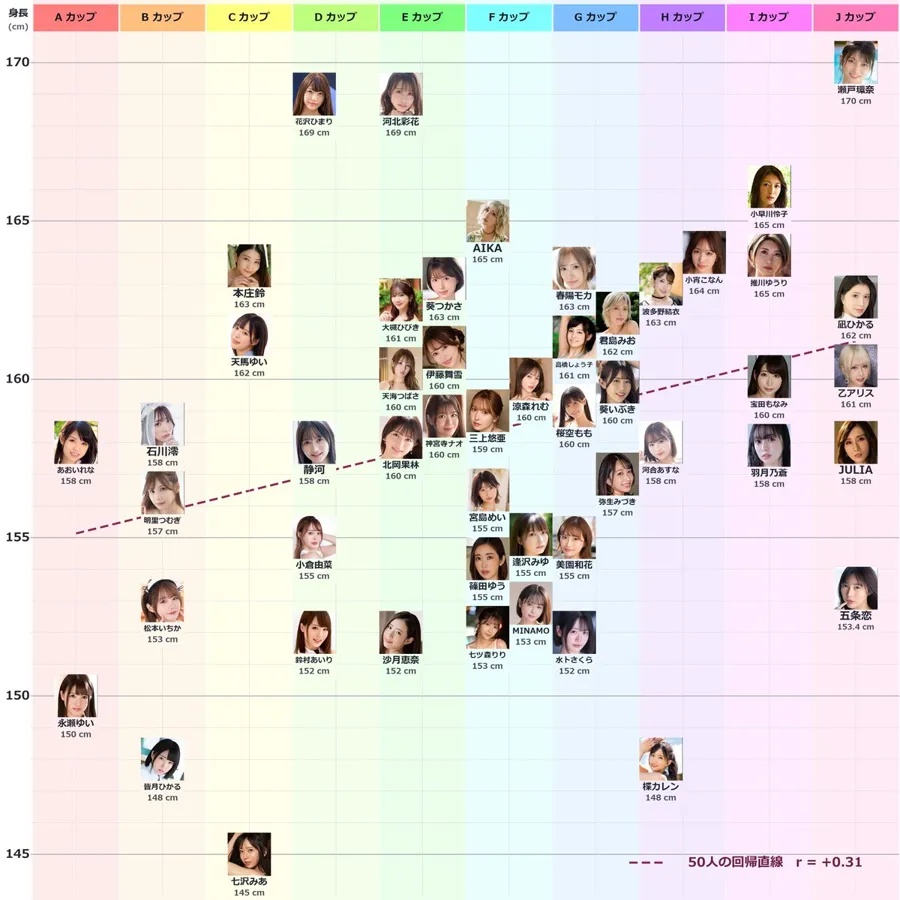 身長
(cm)
A カップ
B カップ
C カップ
D カップ
E カップ
F カップ
G カップ
H カップ
I カップ
J カップ
170
瀬戸環奈
170 cm
花沢ひまり
169 cm
河北彩花
169 cm
165
小早川怜子
165 cm
AIKA
165 cm
小宵こなん
164 cm
推川ゆうり
165 cm
本庄鈴
163 cm
葵つかさ
163 cm
春陽モカ
163 cm
波多野結衣
163 cm
凪ひかる
162 cm
大槻ひびき
161 cm
君島みお
162 cm
天馬ゆい
162 cm
伊藤舞雪
160 cm
高橋しょう子
161 cm
160
天海つばさ
160 cm
涼森れむ
160 cm
葵いぶき
160 cm
宝田もなみ
160 cm
乙アリス
161 cm
石川澪
158 cm
神宮寺ナオ
160 cm
三上悠亜
159 cm
桜空もも
160 cm
あおいれな
158 cm
静河
158 cm
北岡果林
160 cm
河合あすな
158 cm
羽月乃蒼
158 cm
JULIA
158 cm
明里つむぎ
157 cm
宮島めい
155 cm
弥生みづき
157 cm
155
小倉由菜
155 cm
逢沢みゆ
155 cm
美園和花
155 cm
篠田ゆう
155 cm
松本いちか
153 cm
MINAMO
153 cm
五条恋
153.4 cm
鈴村あいり
152 cm
沙月恵奈
152 cm
七ツ森りり
153 cm
水卜さくら
152 cm
150
永瀬ゆい
150 cm
皆月ひかる
148 cm
楪カレン
148 cm
145
七沢みあ
145 cm
50人の回帰直線 r = +0.31